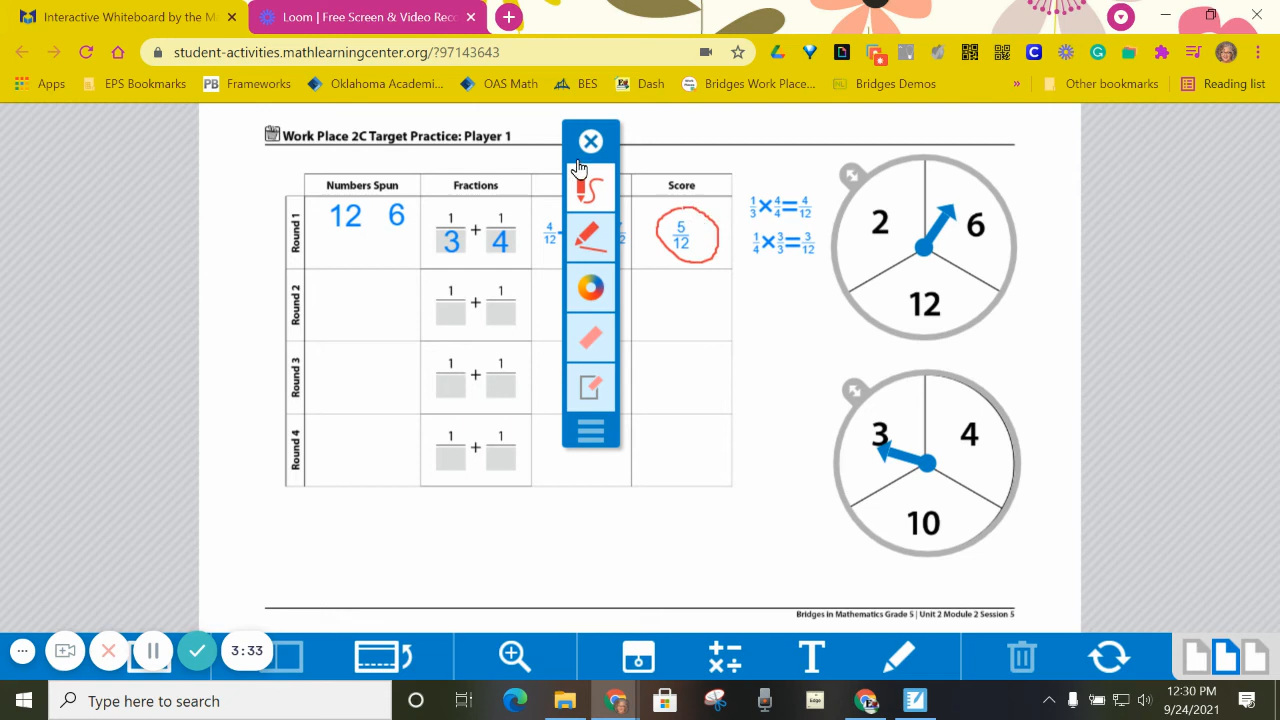 Interactive Whiteboard by the M
Loom | Free Screen & Video Reco
student-activities.mathlearningcenter.org/?97143643
Apps
EPS Bookmarks
PB Frameworks
Oklahoma Academi...
OAS Math
BES
Dash
Bridges Work Place...
Bridges Demos
»
Other bookmarks
Reading list
Work Place 2C Target Practice: Player 1
Numbers Spun
Fractions
Score
Round 1
12 6
1/3 + 1/4
4/12
5/12
1/3 × 4/4 = 4/12
1/4 × 3/3 = 3/12
Round 2
1/ + 1/
Round 3
1/ + 1/
Round 4
1/ + 1/
2 6
12
3 4
10
Bridges in Mathematics Grade 5 | Unit 2 Module 2 Session 5
3:33
T
Type here to search
12:30 PM
9/24/2021